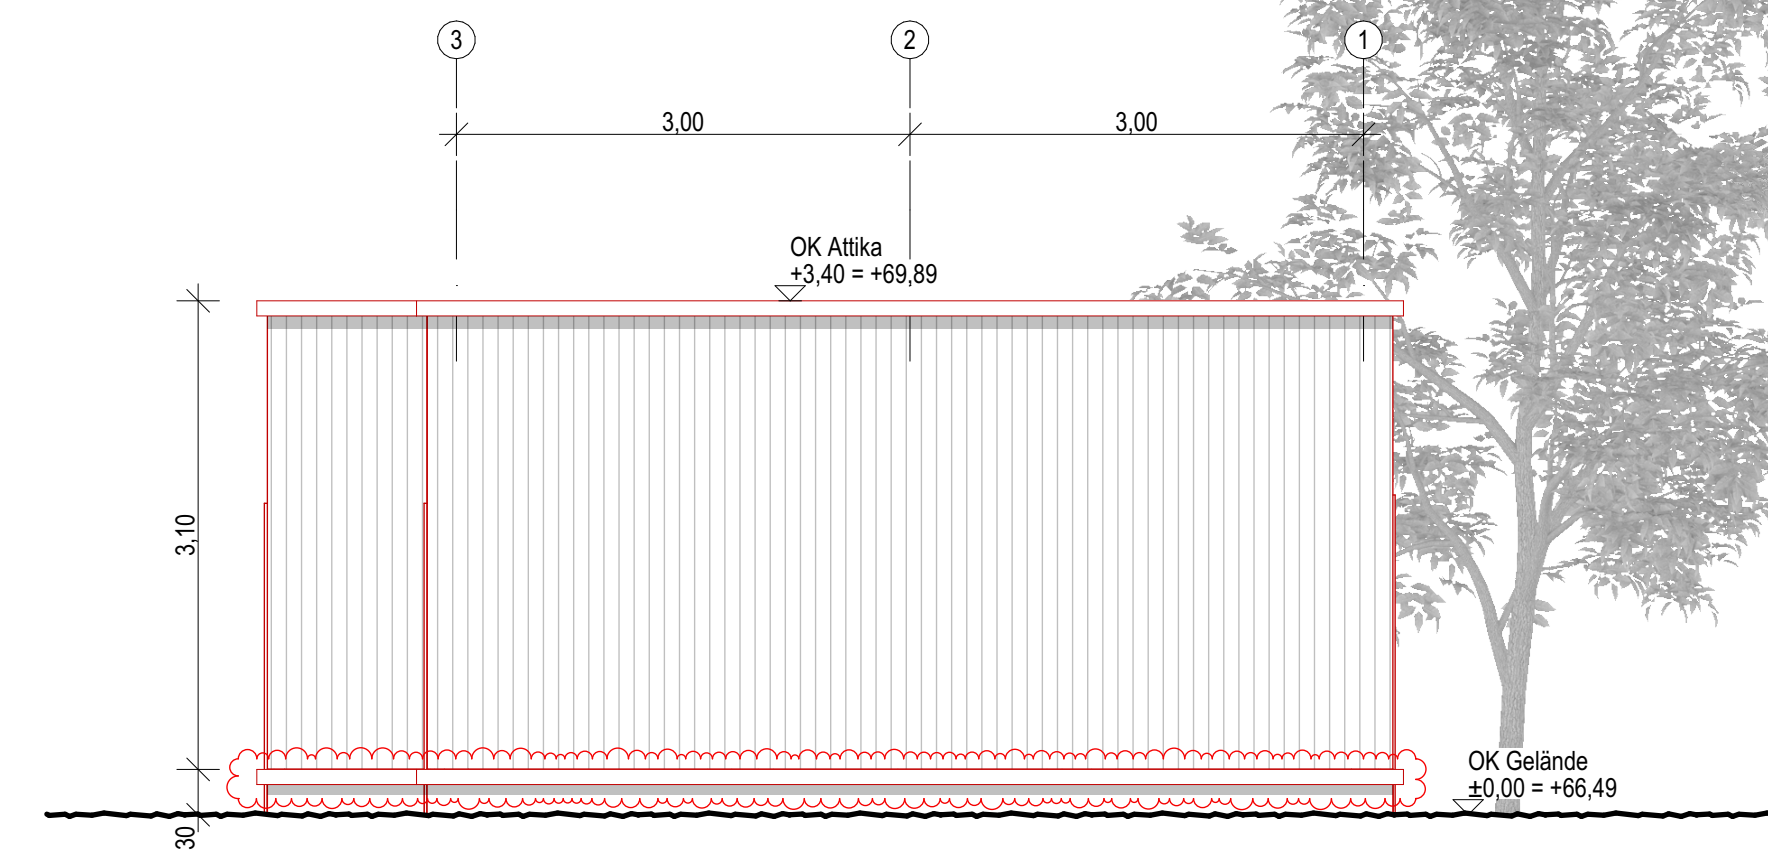 3
2
1
3,00
3,00
OK Attika
+3,40 = +69,89
3,10
OK Gelände
±0,00 = +66,49
30